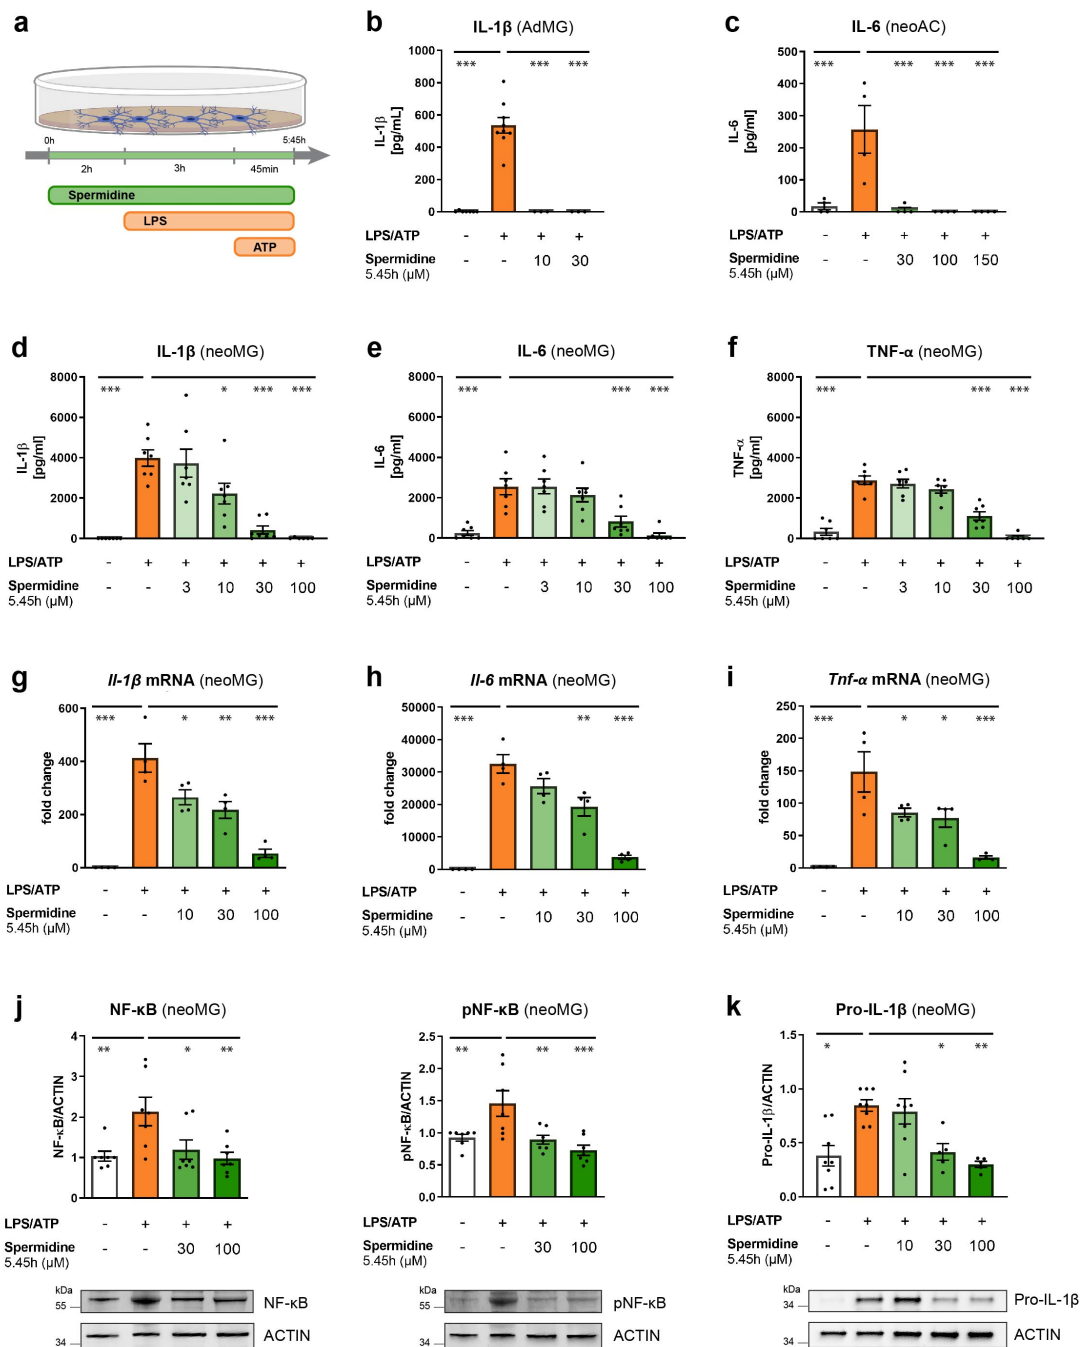 a
0h 5:45h
2h 3h 45min
Spermidine
LPS
ATP
b
IL-1β (AdMG)
IL-1β
[pg/mL]
1000
800
600
400
200
0
*** *** ***
LPS/ATP - + + +
Spermidine - - 10 30
5.45h (µM)
c
IL-6 (neoAC)
IL-6
[pg/ml]
500
400
300
200
100
0
*** *** *** ***
LPS/ATP - + + + +
Spermidine - - 30 100 150
5.45h (µM)
d
IL-1β (neoMG)
IL-1β
[pg/ml]
8000
6000
4000
2000
0
*** * *** ***
LPS/ATP - + + + + +
Spermidine - - 3 10 30 100
5.45h (µM)
e
IL-6 (neoMG)
IL-6
[pg/ml]
8000
6000
4000
2000
0
*** *** ***
LPS/ATP - + + + + +
Spermidine - - 3 10 30 100
5.45h (µM)
f
TNF-α (neoMG)
TNF-α
[pg/ml]
8000
6000
4000
2000
0
*** *** ***
LPS/ATP - + + + + +
Spermidine - - 3 10 30 100
5.45h (µM)
g
Il-1β mRNA (neoMG)
fold change
600
400
200
0
*** * ** ***
LPS/ATP - + + + +
Spermidine - - 10 30 100
5.45h (µM)
h
Il-6 mRNA (neoMG)
fold change
50000
40000
30000
20000
10000
0
*** ** ***
LPS/ATP - + + + +
Spermidine - - 10 30 100
5.45h (µM)
i
Tnf-α mRNA (neoMG)
fold change
250
200
150
100
50
0
*** * * ***
LPS/ATP - + + + +
Spermidine - - 10 30 100
5.45h (µM)
j
NF-κB (neoMG)
NF-κB/ACTIN
4
3
2
1
0
** * **
LPS/ATP - + + +
Spermidine - - 30 100
5.45h (µM)
kDa
55 NF-κB
34 ACTIN
pNF-κB (neoMG)
pNF-κB/ACTIN
2.5
2.0
1.5
1.0
0.5
0.0
** ** ***
LPS/ATP - + + +
Spermidine - - 30 100
5.45h (µM)
kDa
55 pNF-κB
34 ACTIN
k
Pro-IL-1β (neoMG)
Pro-IL-1β/ACTIN
1.5
1.0
0.5
0.0
* * **
LPS/ATP - + + + +
Spermidine - - 10 30 100
5.45h (µM)
kDa
34 Pro-IL-1β
34 ACTIN